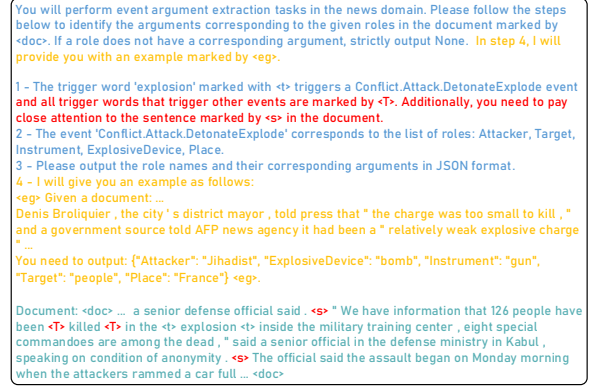 You will perform event argument extraction tasks in the news domain. Please follow the steps
below to identify the arguments corresponding to the given roles in the document marked by
<doc>. If a role does not have a corresponding argument, strictly output None. In step 4, I will
provide you with an example marked by <eg>.
1 - The trigger word 'explosion' marked with <t> triggers a Conflict.Attack.DetonateExplode event
and all trigger words that trigger other events are marked by <T>. Additionally, you need to pay
close attention to the sentence marked by <s> in the document.
2 - The event 'Conflict.Attack.DetonateExplode' corresponds to the list of roles: Attacker, Target,
Instrument, ExplosiveDevice, Place.
3 - Please output the role names and their corresponding arguments in JSON format.
4 - I will give you an example as follows:
<eg> Given a document: ...
Denis Broliquier , the city ' s district mayor , told press that " the charge was too small to kill , "
and a government source told AFP news agency it had been a " relatively weak explosive charge
" ...
You need to output: {"Attacker": "Jihadist", "ExplosiveDevice": "bomb", "Instrument": "gun",
"Target": "people", "Place": "France"} <eg>.
Document: <doc> ... a senior defense official said . <s> " We have information that 126 people have
been <T> killed <T> in the <t> explosion <t> inside the military training center , eight special
commandoes are among the dead , " said a senior official in the defense ministry in Kabul ,
speaking on condition of anonymity . <s> The official said the assault began on Monday morning
when the attackers rammed a car full ... <doc>